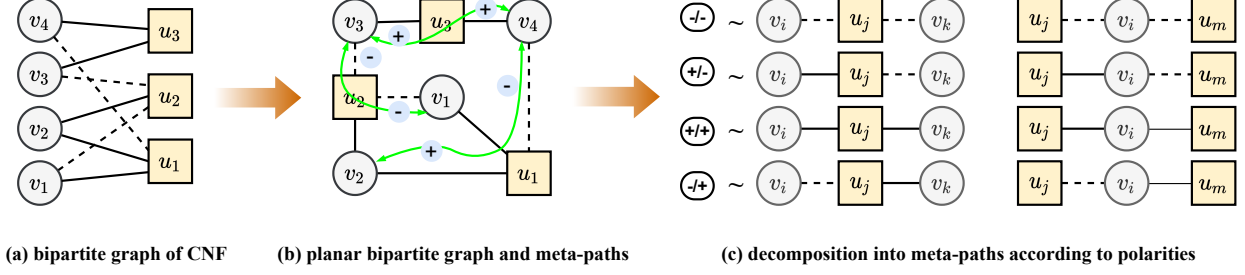 v₄
u₃
v₃
u₂
v₂
u₁
v₁
v₃ u₃ + v₄
+
-
u₂ - v₁ -
+
v₂ u₁
-/- ~ vᵢ uⱼ vₖ uⱼ vᵢ uₘ
+/- ~ vᵢ uⱼ vₖ uⱼ vᵢ uₘ
+/+ ~ vᵢ uⱼ vₖ uⱼ vᵢ uₘ
-/+ ~ vᵢ uⱼ vₖ uⱼ vᵢ uₘ
(a) bipartite graph of CNF
(b) planar bipartite graph and meta-paths
(c) decomposition into meta-paths according to polarities